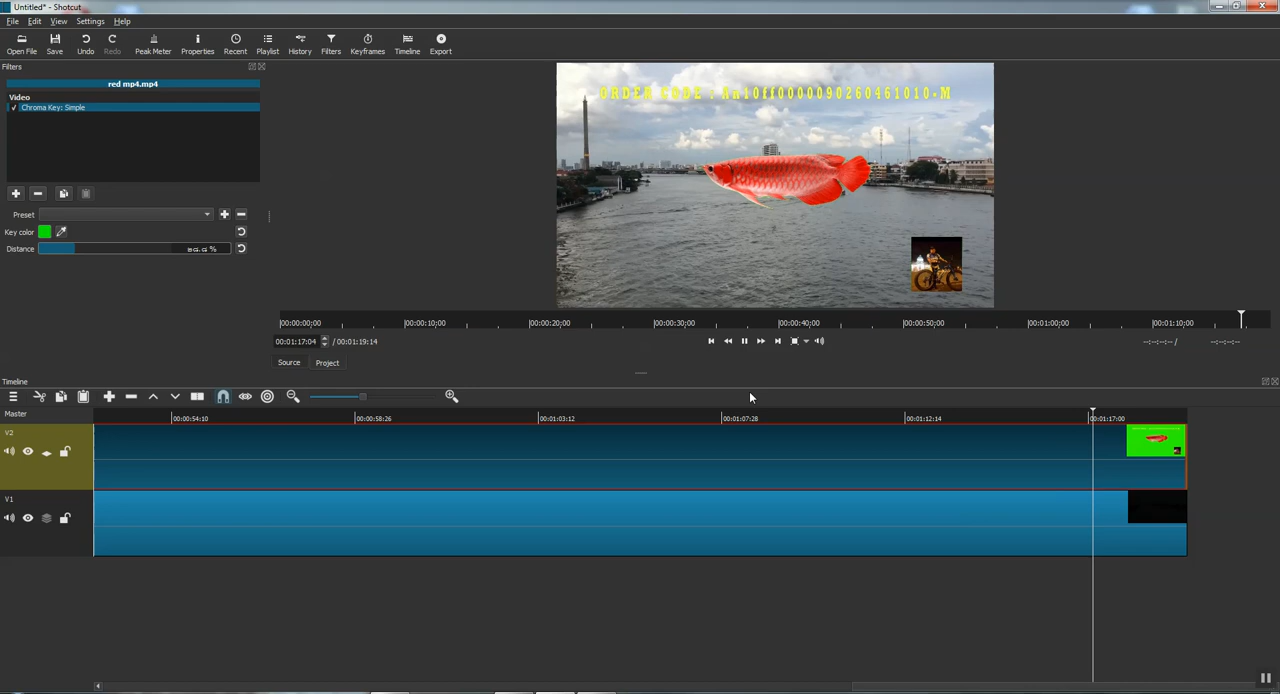 Untitled* - Shotcut
File Edit View Settings Help
Open File Save Undo Redo Peak Meter Properties Recent Playlist History Filters Keyframes Timeline Export
Filters
red mp4.mp4
Video
Chroma Key: Simple
Preset
Key color
Distance
ORDER CODE :
00:00:00;00 00:00:10;00 00:00:20;00 00:00:30;00 00:00:40;00 00:00:50;00 00:01:00;00 00:01:10;00
00:01:17:04 / 00:01:19:14 --:--:--:-- / --:--:--:--
Source Project
Timeline
Master 00:00:54:10 00:00:58:26 00:01:03:12 00:01:07:28 00:01:12:14 00:01:17:00
V2
V1